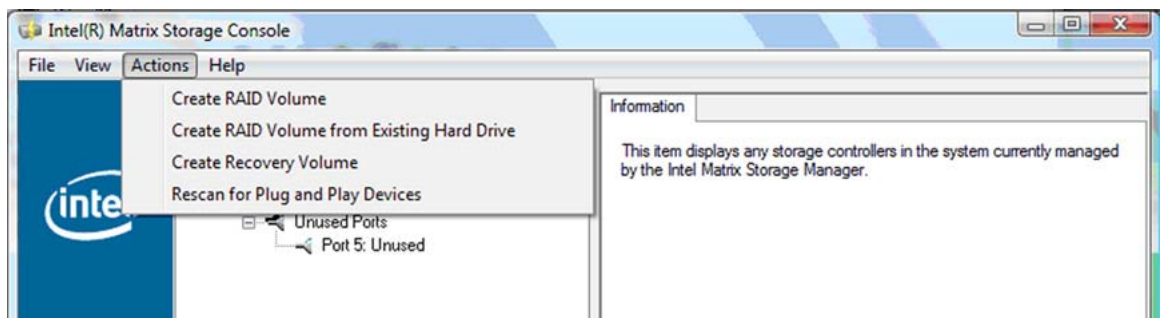 Intel(R) Matrix Storage Console
File View Actions Help
Create RAID Volume
Create RAID Volume from Existing Hard Drive
Create Recovery Volume
Rescan for Plug and Play Devices
Unused Ports
Port 5: Unused
Information
This item displays any storage controllers in the system currently managed
by the Intel Matrix Storage Manager.
inte